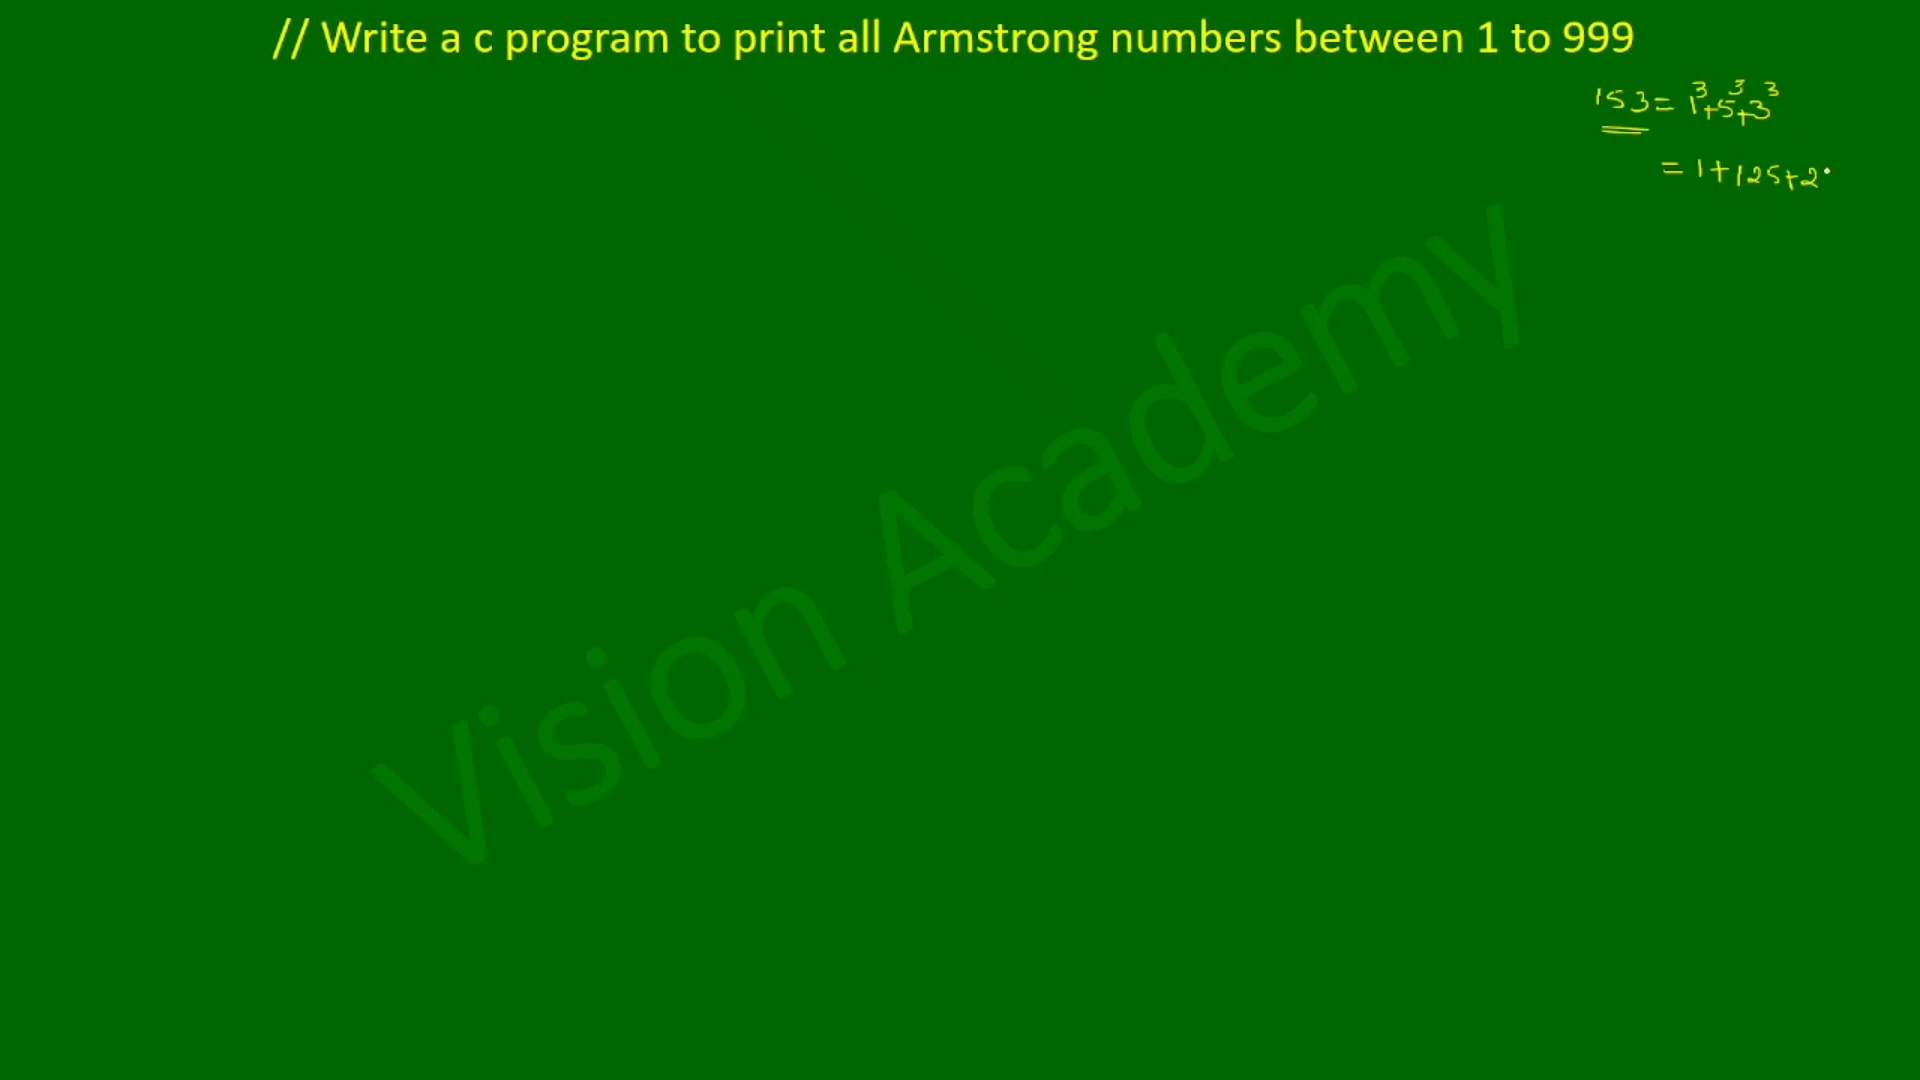 // Write a c program to print all Armstrong numbers between 1 to 999
153 = 1³+5³+3³
= 1+125+2
Vision Academy